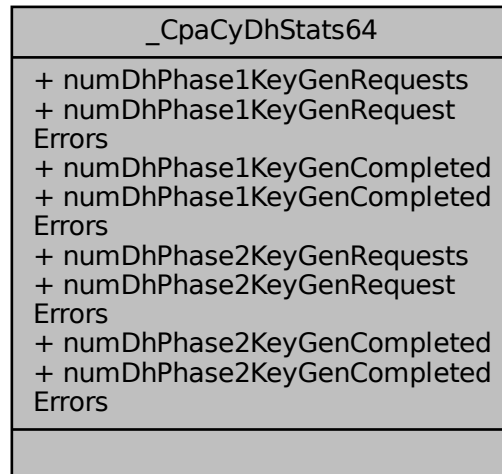 _CpaCyDhStats64
+ numDhPhase1KeyGenRequests
+ numDhPhase1KeyGenRequest
Errors
+ numDhPhase1KeyGenCompleted
+ numDhPhase1KeyGenCompleted
Errors
+ numDhPhase2KeyGenRequests
+ numDhPhase2KeyGenRequest
Errors
+ numDhPhase2KeyGenCompleted
+ numDhPhase2KeyGenCompleted
Errors